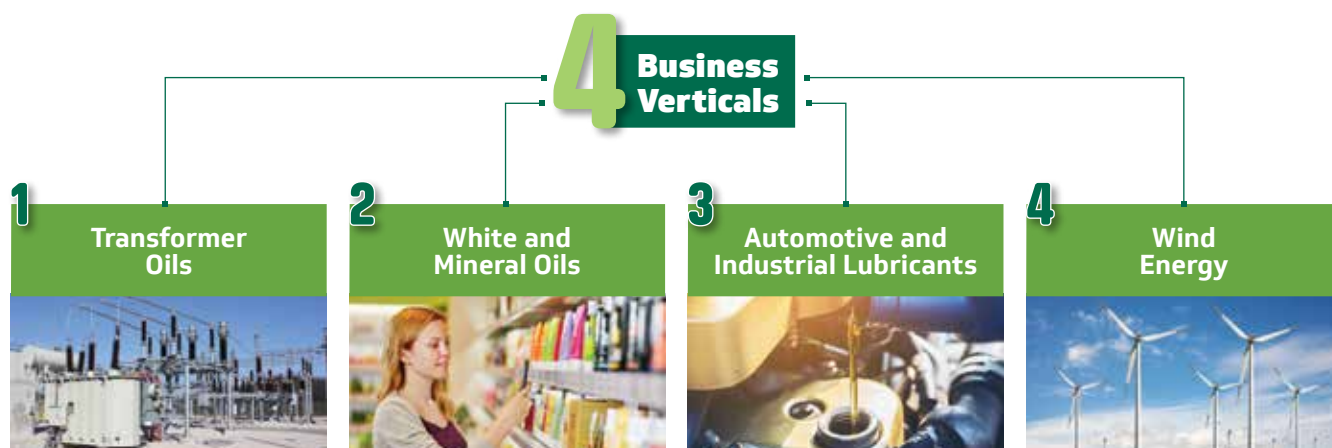 4
Business
Verticals
1
Transformer
Oils
2
White and
Mineral Oils
3
Automotive and
Industrial Lubricants
4
Wind
Energy